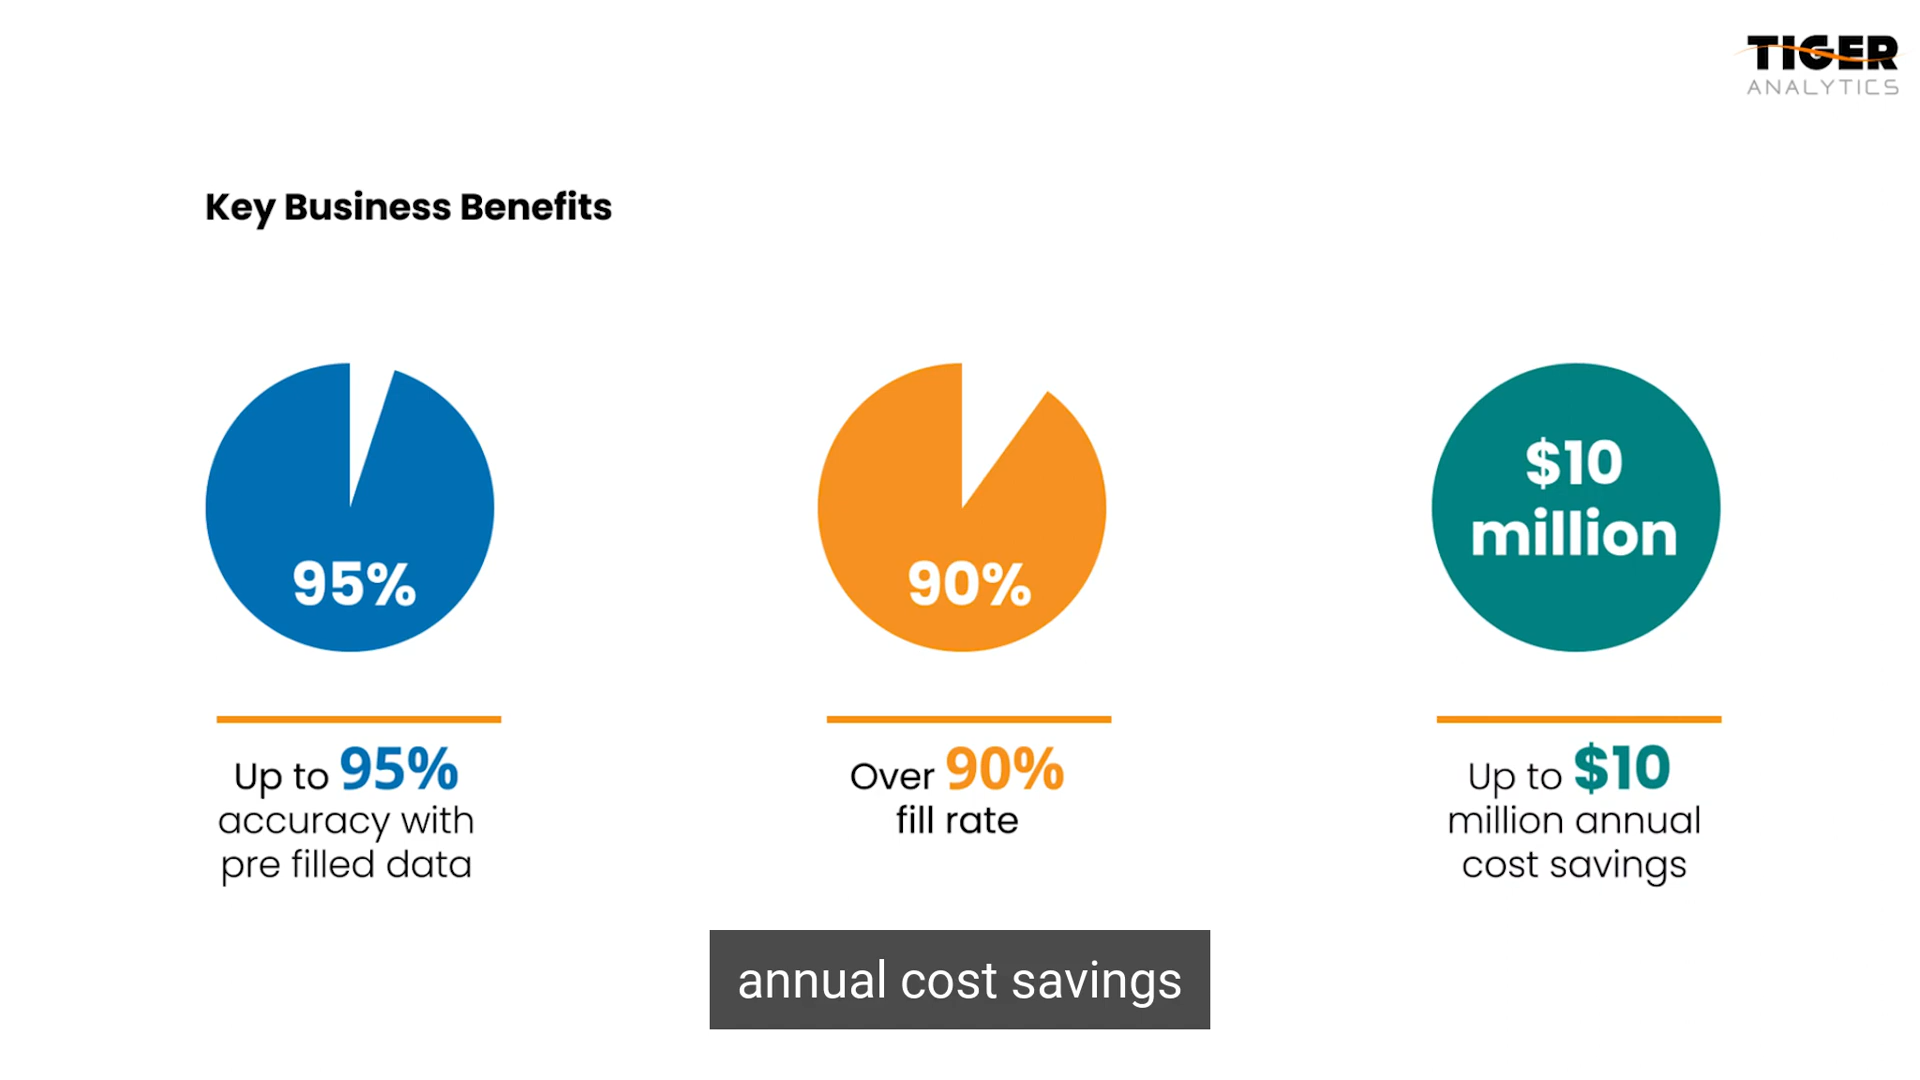 TIGER
ANALYTICS
Key Business Benefits
95%
90%
$10
million
Up to 95%
accuracy with
pre filled data
Over 90%
fill rate
Up to $10
million annual
cost savings
annual cost savings